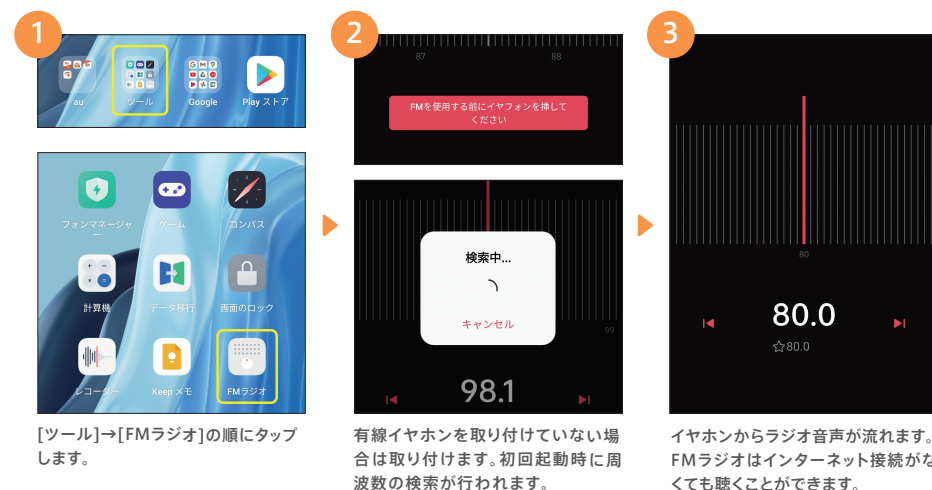 1
au
ツール
Google
Play ストア
フォンマネージャ
ー
ゲーム
コンパス
計算機
データ移行
画面のロック
レコーダー
Keep メモ
FMラジオ
[ツール]→[FMラジオ]の順にタップ
します。
2
87
88
FMを使用する前にイヤフォンを挿して
ください
検索中...
キャンセル
99
98.1
有線イヤホンを取り付けていない場
合は取り付けます。初回起動時に周
波数の検索が行われます。
3
80
80.0
☆80.0
イヤホンからラジオ音声が流れます。
FMラジオはインターネット接続がな
くても聴くことができます。